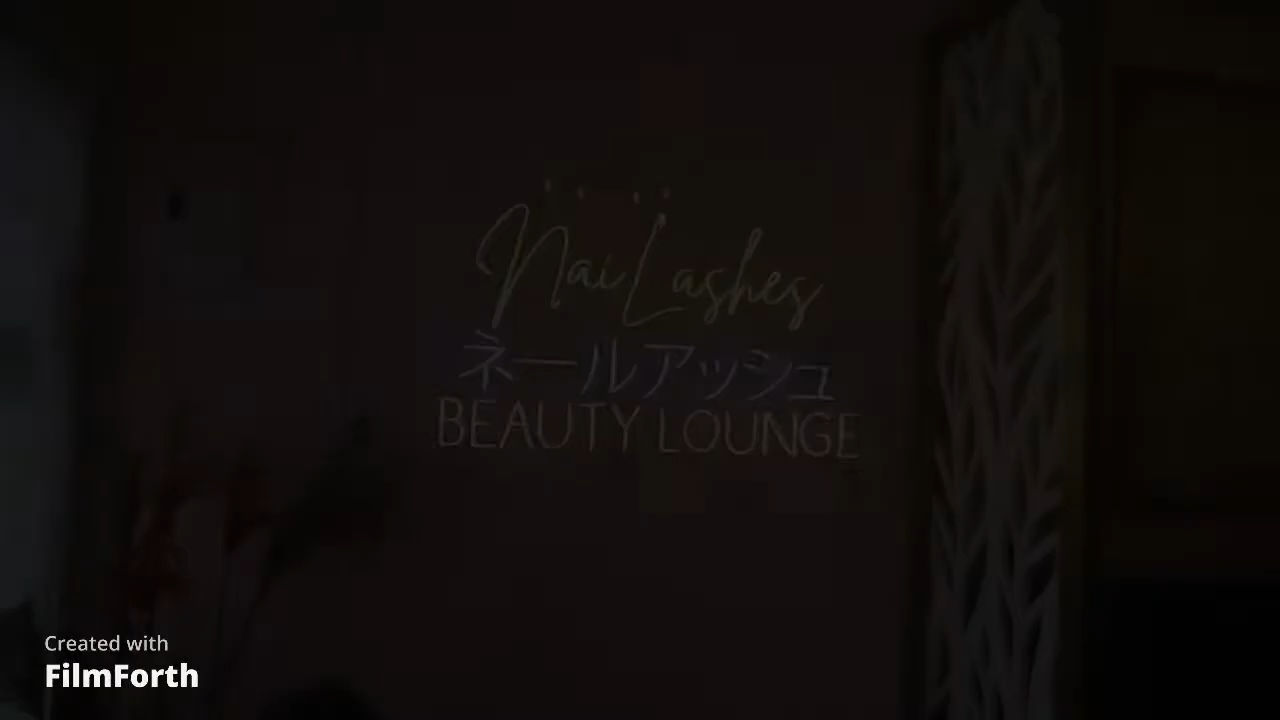 NaiLashes
ネールアッシュ
BEAUTY LOUNGE
Created with
FilmForth